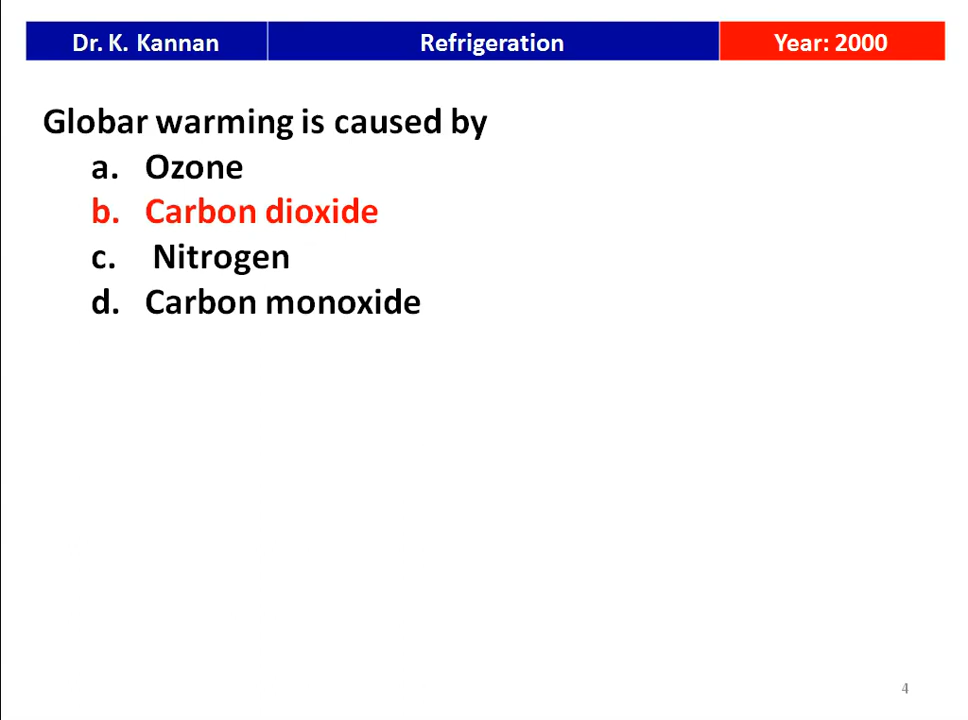 Dr. K. Kannan Refrigeration Year: 2000
Globar warming is caused by
a. Ozone
b. Carbon dioxide
c. Nitrogen
d. Carbon monoxide
4